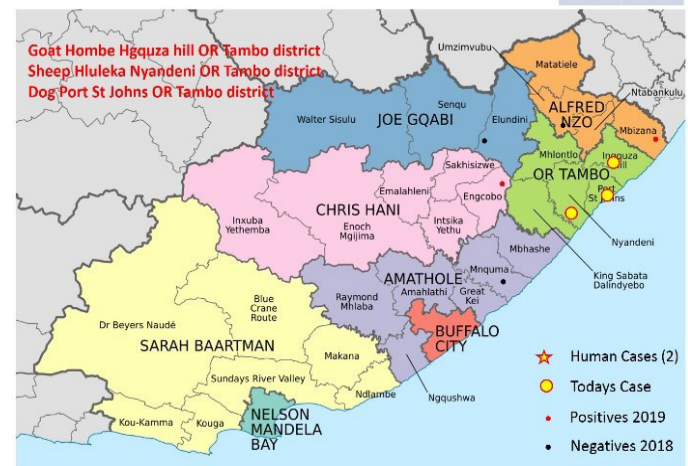 Goat Hombe Hgquza hill OR Tambo district
Sheep Hluleka Nyandeni OR Tambo district
Dog Port St Johns OR Tambo district
Umzimvubu
Matatiele
Ntabankulu
ALFRED
NZO
Mbizana
Senqu
Walter Sisulu
JOE GQABI
Elundini
Mhlontlo
OR TAMBO
Port
St Johns
Sakhisizwe
Emalahleni
Engcobo
CHRIS HANI
Inxuba
Yethemba
Enoch
Mgijima
Intsika
Yethu
Nyandeni
King Sabata
Dalindyebo
Mbhashe
AMATHOLE
Mnquma
Amahlathi
Great
Kei
Raymond
Mhlaba
BUFFALO
CITY
Ngqushwa
Blue
Crane
Route
Dr Beyers Naudé
SARAH BAARTMAN
Makana
Sundays River Valley
Ndlambe
Kou-Kamma
Kouga
NELSON
MANDELA
BAY
Human Cases (2)
Todays Case
Positives 2019
Negatives 2018